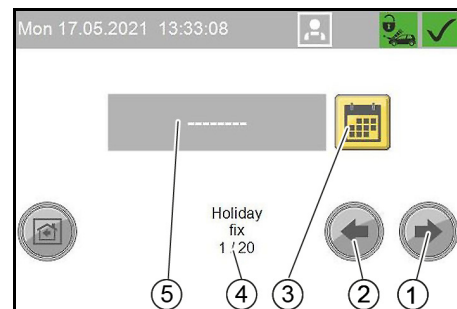 Mon 17.05.2021 13:33:08
--------
Holiday
fix
1 / 20
5 4 3 2 1